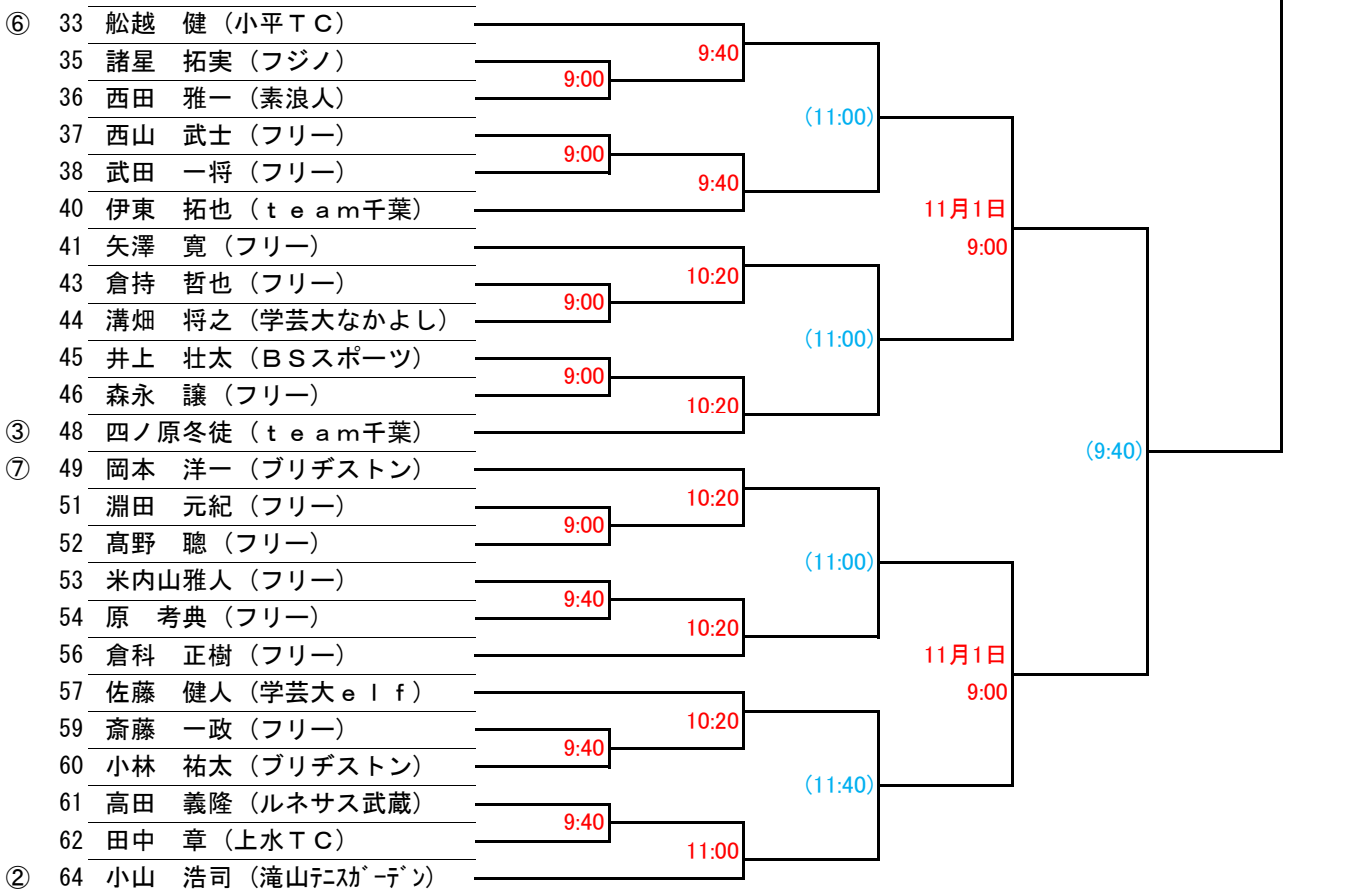 ⑥ 33 舩越 健（小平ＴＣ）
35 諸星 拓実（フジノ）
9:40
9:00
36 西田 雅一（素浪人）
(11:00)
37 西山 武士（フリー）
9:00
38 武田 一将（フリー）
9:40
40 伊東 拓也（ｔｅａｍ千葉）
11月1日
9:00
41 矢澤 寛（フリー）
10:20
43 倉持 哲也（フリー）
9:00
44 溝畑 将之（学芸大なかよし）
(11:00)
45 井上 壮太（ＢＳスポーツ）
9:00
46 森永 譲（フリー）
10:20
③ 48 四ノ原冬徒（ｔｅａｍ千葉）
(9:40)
⑦ 49 岡本 洋一（ブリヂストン）
10:20
51 淵田 元紀（フリー）
9:00
52 髙野 聰（フリー）
(11:00)
53 米内山雅人（フリー）
9:40
54 原 考典（フリー）
10:20
56 倉科 正樹（フリー）
11月1日
9:00
57 佐藤 健人（学芸大ｅｌｆ）
10:20
59 斎藤 一政（フリー）
9:40
60 小林 祐太（ブリヂストン）
(11:40)
61 高田 義隆（ルネサス武蔵）
9:40
62 田中 章（上水ＴＣ）
11:00
② 64 小山 浩司（滝山ﾃﾆｽｶﾞｰﾃﾞﾝ）